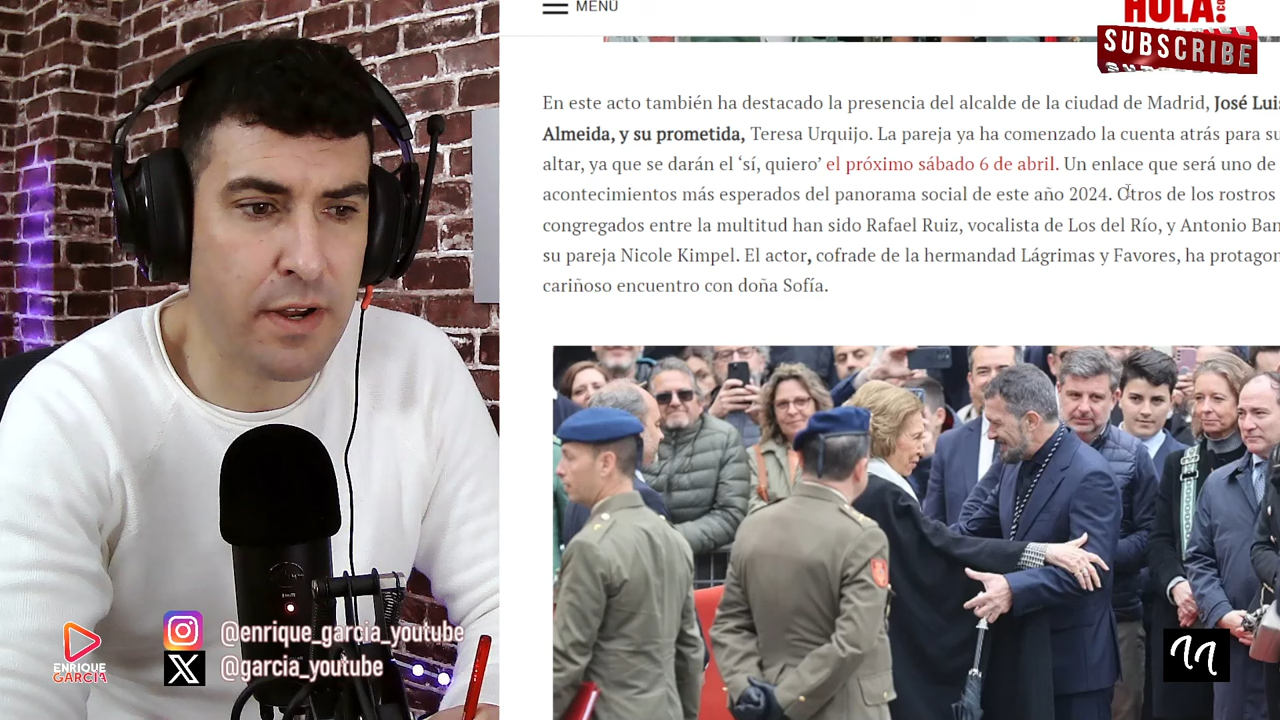 MENÚ
HOLA!
SUBSCRIBE
En este acto también ha destacado la presencia del alcalde de la ciudad de Madrid, José Luis
Almeida, y su prometida, Teresa Urquijo. La pareja ya ha comenzado la cuenta atrás para su
altar, ya que se darán el ‘sí, quiero’ el próximo sábado 6 de abril. Un enlace que será uno de
acontecimientos más esperados del panorama social de este año 2024. Otros de los rostros
congregados entre la multitud han sido Rafael Ruiz, vocalista de Los del Río, y Antonio Ban
su pareja Nicole Kimpel. El actor, cofrade de la hermandad Lágrimas y Favores, ha protagon
cariñoso encuentro con doña Sofía.
@enrique_garcia_youtube
@garcia_youtube
ENRIQUE
GARCIA